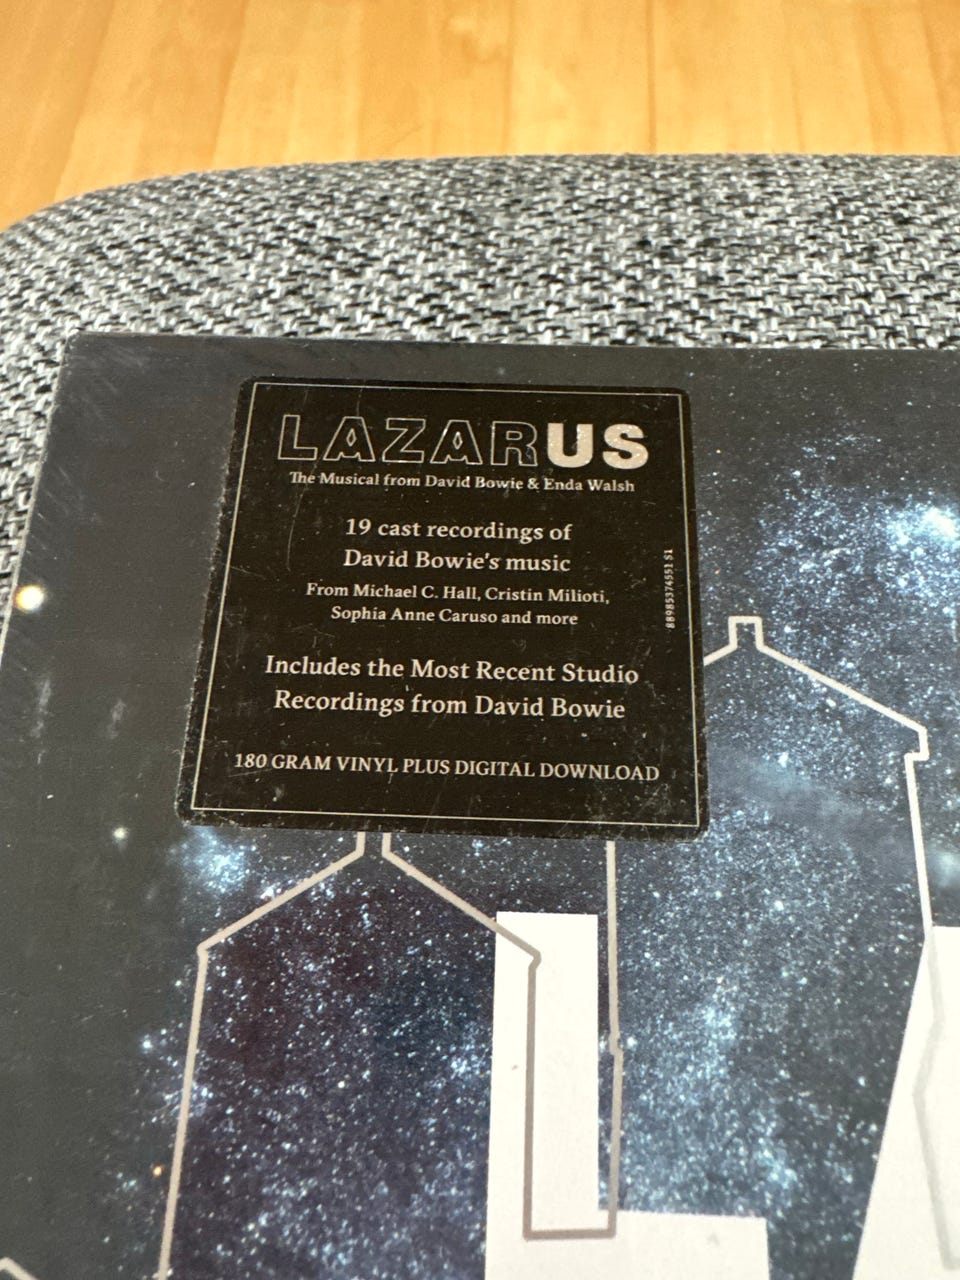 LAZARUS
The Musical from David Bowie & Enda Walsh
19 cast recordings of
David Bowie's music
From Michael C. Hall, Cristin Milioti,
Sophia Anne Caruso and more
88985374551 S1
Includes the Most Recent Studio
Recordings from David Bowie
180 GRAM VINYL PLUS DIGITAL DOWNLOAD